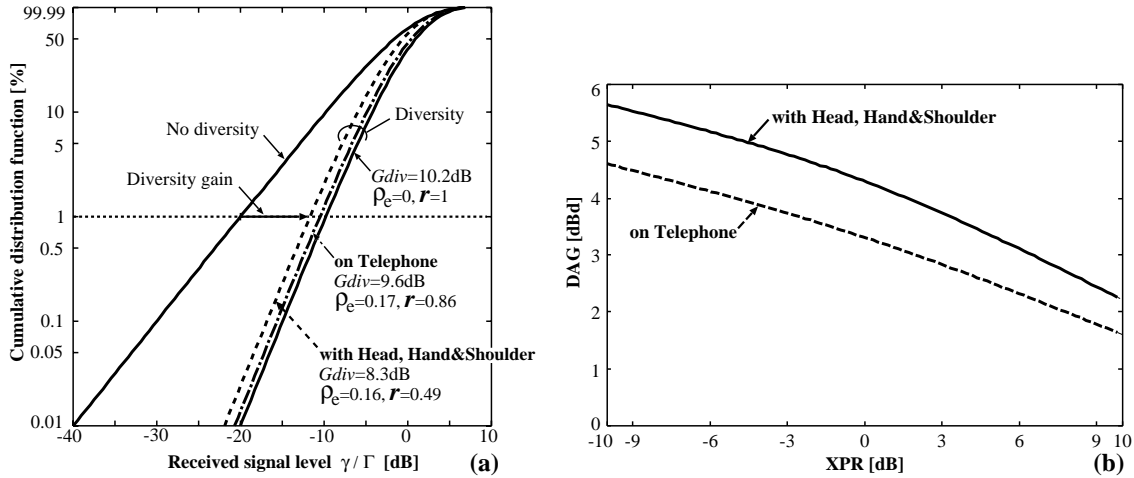 99.99
50
10
5
1
0.5
0.1
0.05
0.01
Cumulative distribution function [%]
-40
-30
-20
-10
0
10
Received signal level γ/Γ [dB]
(a)
No diversity
Diversity
Diversity gain
Gdiv=10.2dB
ρe=0, r=1
on Telephone
Gdiv=9.6dB
ρe=0.17, r=0.86
with Head, Hand&Shoulder
Gdiv=8.3dB
ρe=0.16, r=0.49
6
5
4
3
2
1
0
DAG [dBd]
with Head, Hand&Shoulder
on Telephone
-10
-9
-6
-3
0
3
6
9
10
XPR [dB]
(b)